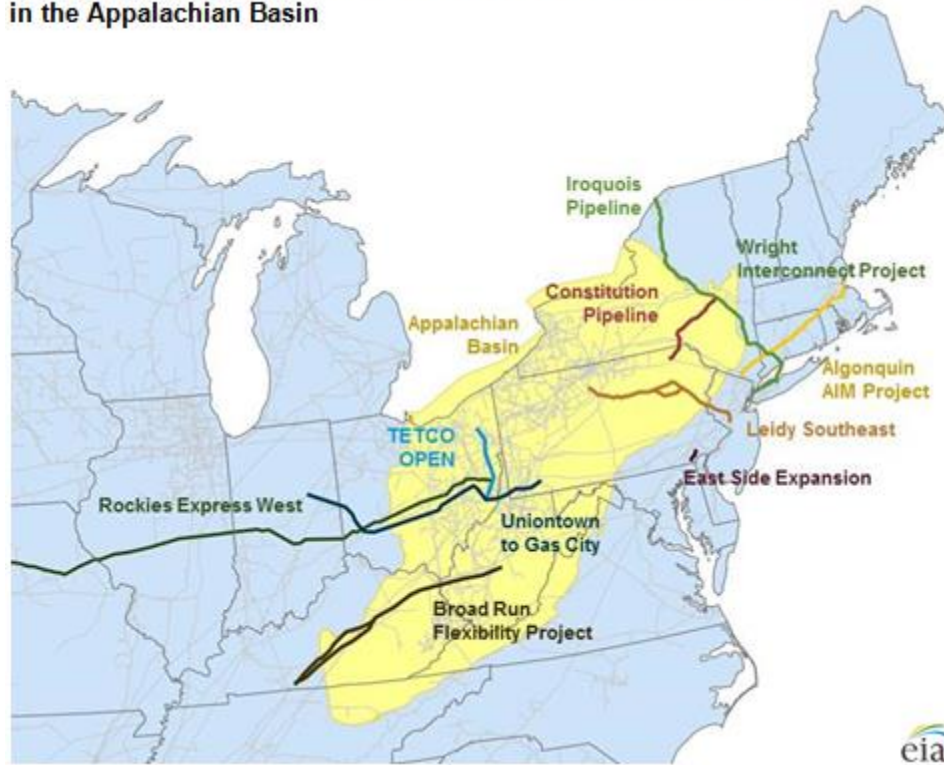 in the Appalachian Basin
Iroquois
Pipeline
Wright
Interconnect Project
Constitution
Pipeline
Appalachian
Basin
Algonquin
AIM Project
TETCO
OPEN
Leidy Southeast
East Side Expansion
Rockies Express West
Uniontown
to Gas City
Broad Run
Flexibility Project
eia